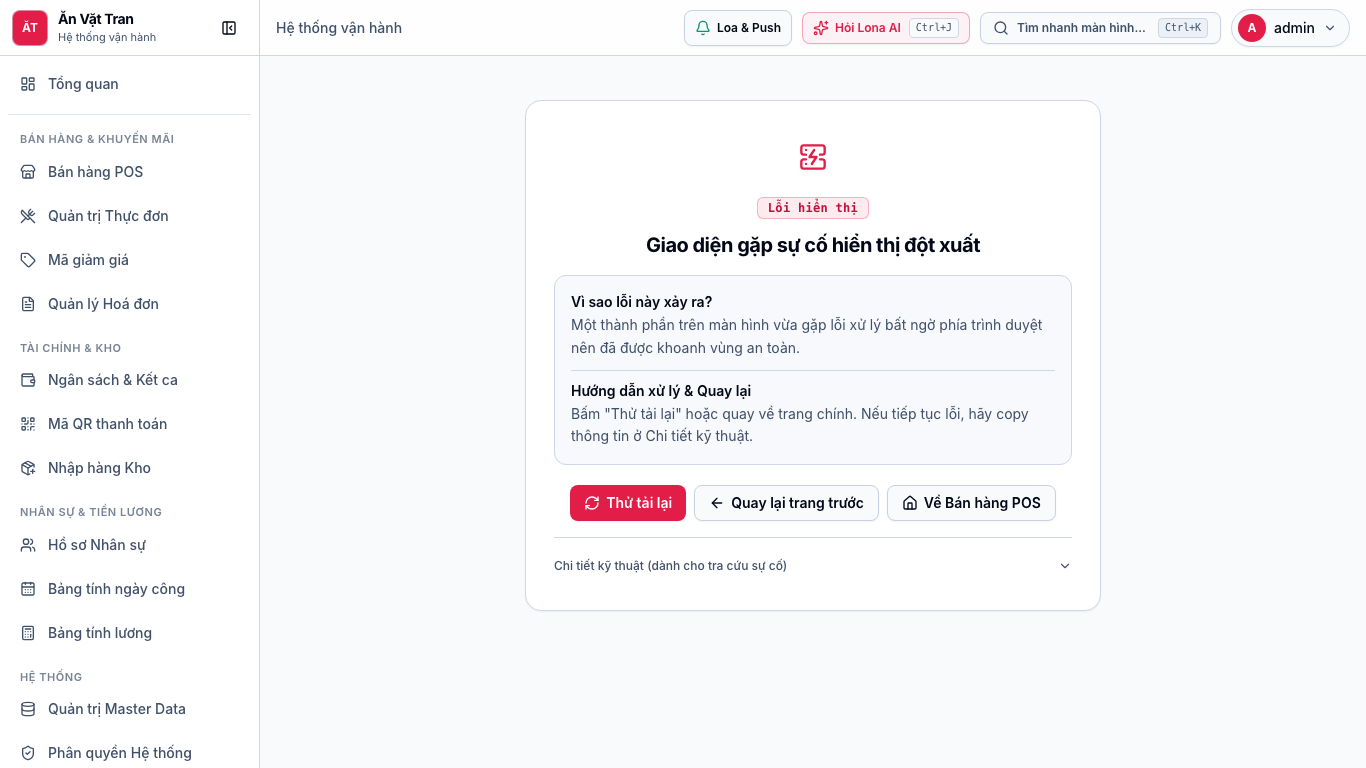 ĂT
Ăn Vặt Tran
Hệ thống vận hành
Hệ thống vận hành
Loa & Push
Hỏi Lona AI Ctrl+J
Tìm nhanh màn hình... Ctrl+K
A admin
Tổng quan
BÁN HÀNG & KHUYẾN MÃI
Bán hàng POS
Quản trị Thực đơn
Mã giảm giá
Quản lý Hoá đơn
TÀI CHÍNH & KHO
Ngân sách & Kết ca
Mã QR thanh toán
Nhập hàng Kho
NHÂN SỰ & TIỀN LƯƠNG
Hồ sơ Nhân sự
Bảng tính ngày công
Bảng tính lương
HỆ THỐNG
Quản trị Master Data
Phân quyền Hệ thống
Lỗi hiển thị
Giao diện gặp sự cố hiển thị đột xuất
Vì sao lỗi này xảy ra?
Một thành phần trên màn hình vừa gặp lỗi xử lý bất ngờ phía trình duyệt
nên đã được khoanh vùng an toàn.
Hướng dẫn xử lý & Quay lại
Bấm "Thử tải lại" hoặc quay về trang chính. Nếu tiếp tục lỗi, hãy copy
thông tin ở Chi tiết kỹ thuật.
Thử tải lại
Quay lại trang trước
Về Bán hàng POS
Chi tiết kỹ thuật (dành cho tra cứu sự cố)